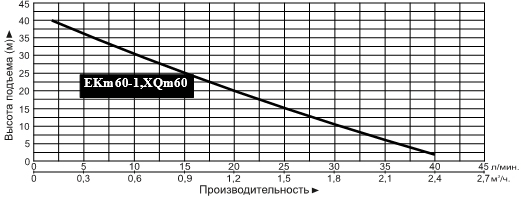 45
40
35
30
25
20
15
10
5
0
Высота подъема (м)
EKm60-1,XQm60
0 5 10 15 12 25 30 35 40 45 л/мин.
0 0,3 0,6 0,9 1,2 1,5 1,8 2,1 2,4 2,7 м³/ч.
Производительность